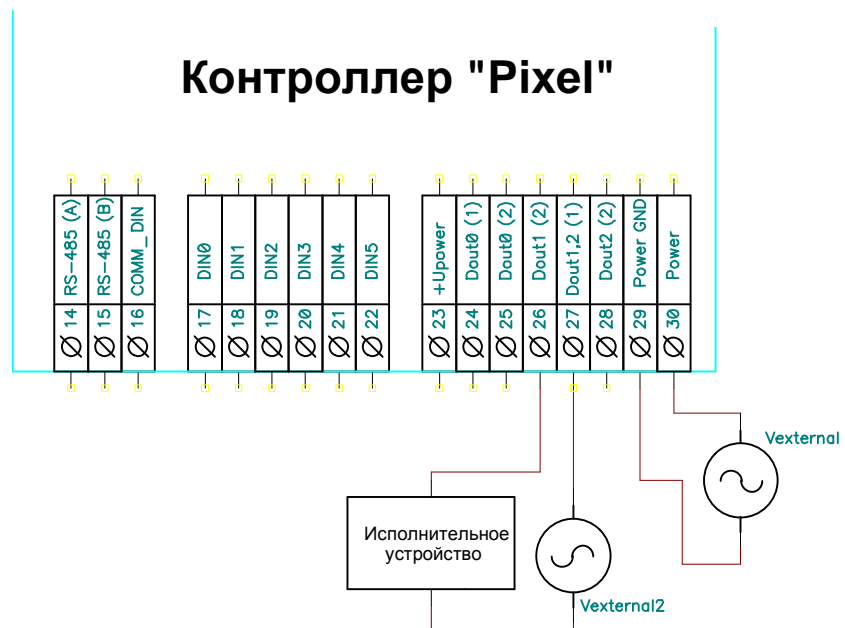 Контроллер "Pixel"
14 RS-485 (A)
15 RS-485 (B)
16 COMM_DIN
17 DIN0
18 DIN1
19 DIN2
20 DIN3
21 DIN4
22 DIN5
23 +Upower
24 Dout0 (1)
25 Dout0 (2)
26 Dout1 (2)
27 Dout1,2 (1)
28 Dout2 (2)
29 Power GND
30 Power
Vexternal
Исполнительное
устройство
Vexternal2